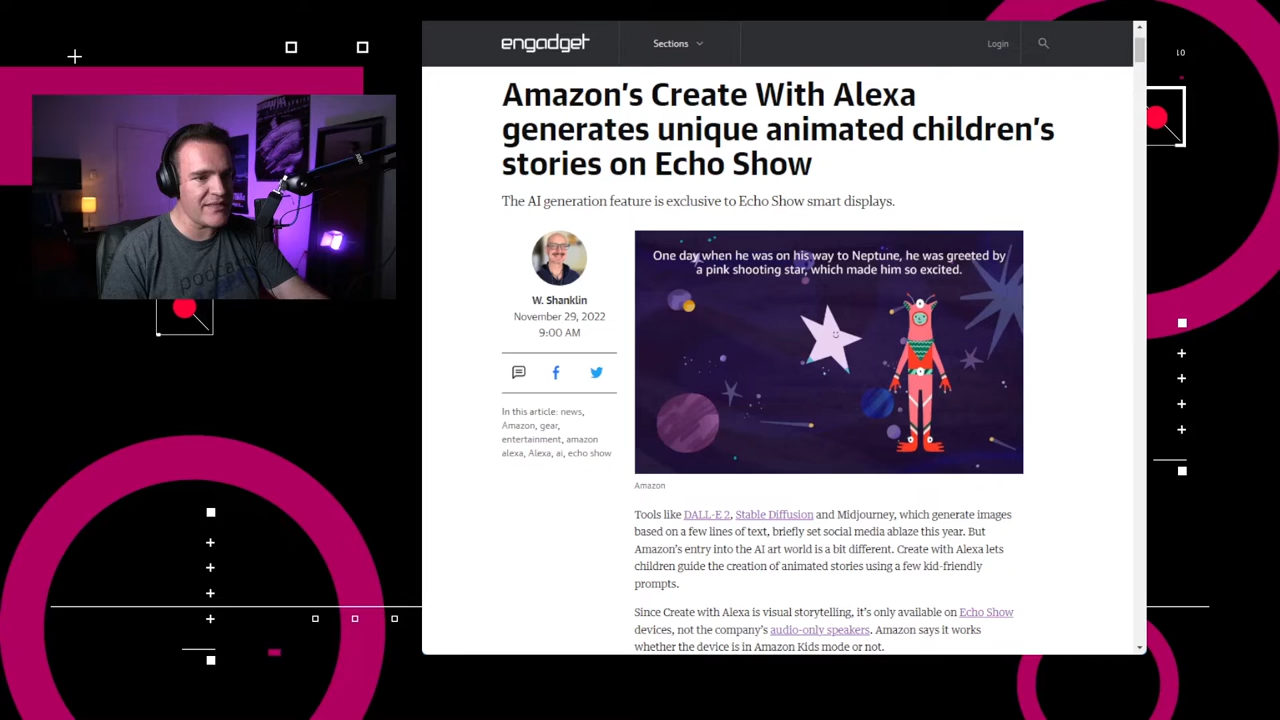 engadget
Sections
Login
Amazon's Create With Alexa
generates unique animated children's
stories on Echo Show
The AI generation feature is exclusive to Echo Show smart displays.
W. Shanklin
November 29, 2022
9:00 AM
In this article: news,
Amazon, gear,
entertainment, amazon
alexa, Alexa, ai, echo show
One day when he was on his way to Neptune, he was greeted by
a pink shooting star, which made him so excited.
Amazon
Tools like DALL-E 2, Stable Diffusion and Midjourney, which generate images
based on a few lines of text, briefly set social media ablaze this year. But
Amazon's entry into the AI art world is a bit different. Create with Alexa lets
children guide the creation of animated stories using a few kid-friendly
prompts.
Since Create with Alexa is visual storytelling, it's only available on Echo Show
devices, not the company's audio-only speakers. Amazon says it works
whether the device is in Amazon Kids mode or not.
podcas